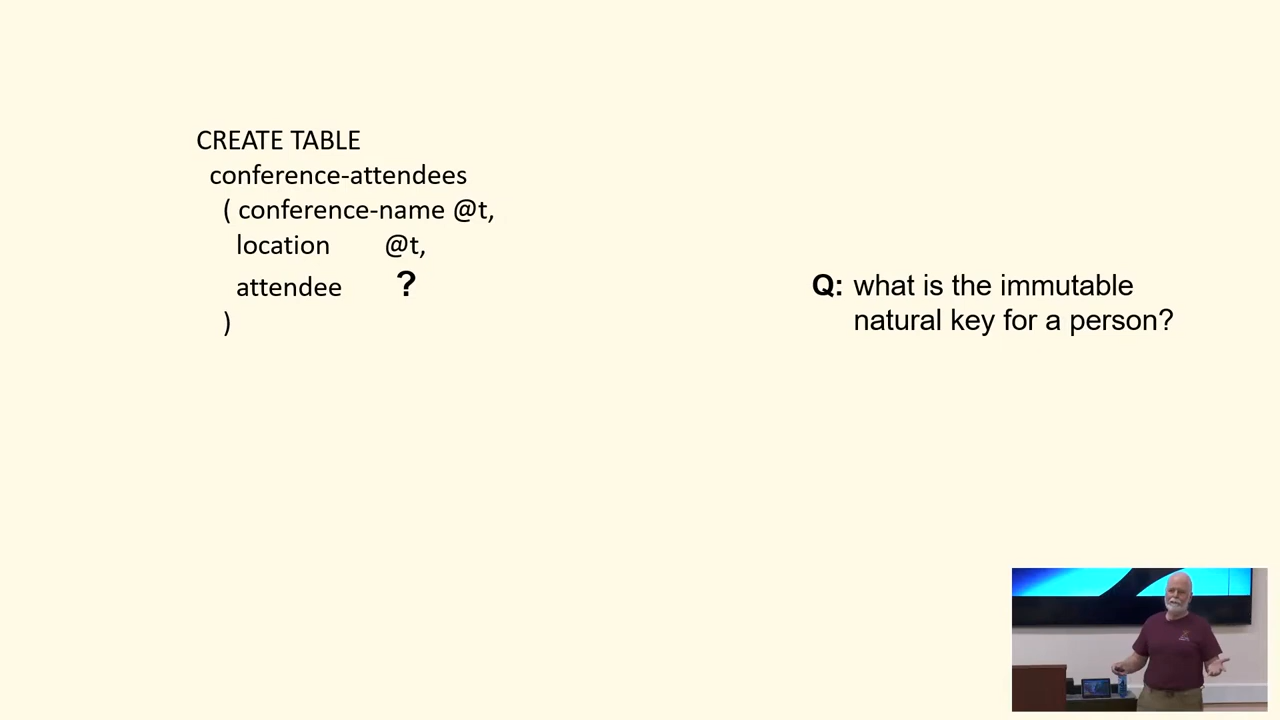 CREATE TABLE
conference-attendees
( conference-name @t,
location @t,
attendee ?
)
Q: what is the immutable
natural key for a person?